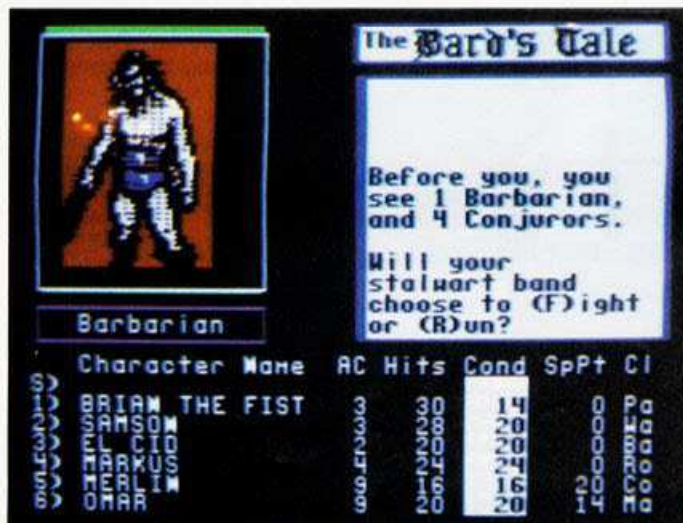 The Bard's Tale
Before you, you
see 1 Barbarian,
and 4 Conjurors.
Will your
stalwart band
choose to (F)ight
or (R)un?
Barbarian
Character Name AC Hits Cond SpPt Cl
S>
1> BRIAN THE FIST 3 30 14 0 Pa
2> SAMSON 3 28 20 0 Wa
3> EL CID 2 20 20 0 Ba
4> MARKUS 4 24 24 0 Ro
5> MERLIN 9 16 16 20 Co
6> OMAR 9 20 20 14 Ma